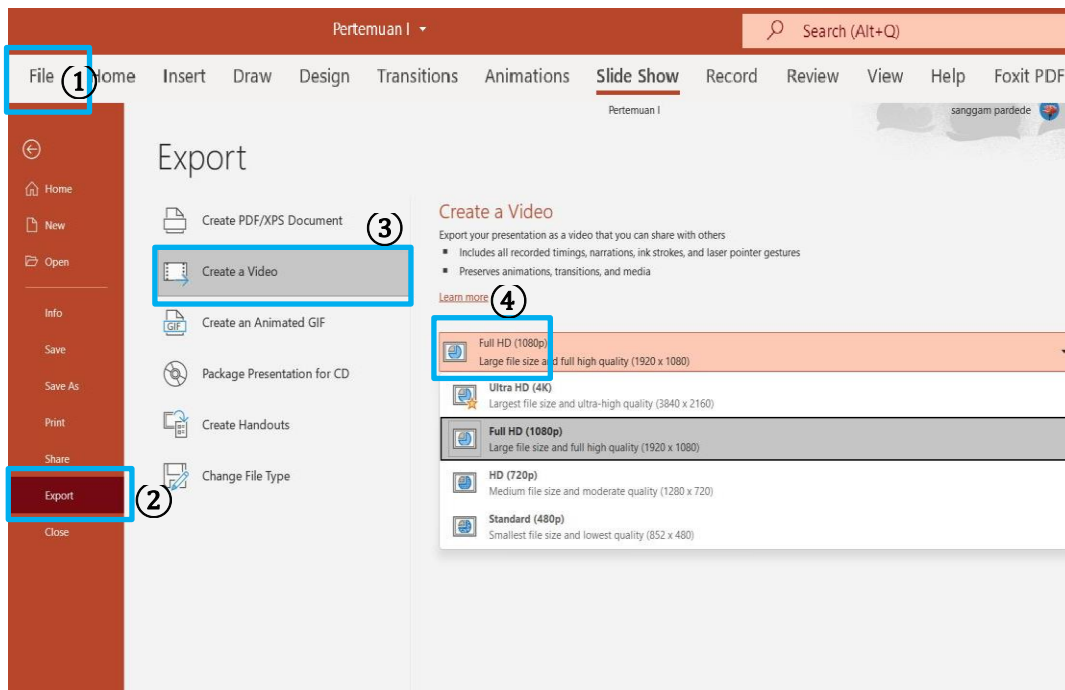 Pertemuan I
Search (Alt+Q)
File ① Home Insert Draw Design Transitions Animations Slide Show Record Review View Help Foxit PDF
Pertemuan I
sanggam pardede
Export
Home
New
Open
Info
Save
Save As
Print
Share
Export
②
Close
Create PDF/XPS Document
③
Create a Video
Create an Animated GIF
GIF
Package Presentation for CD
Create Handouts
Change File Type
Create a Video
Export your presentation as a video that you can share with others
Includes all recorded timings, narrations, ink strokes, and laser pointer gestures
Preserves animations, transitions, and media
Learn more
④
Full HD (1080p)
Large file size and full high quality (1920 x 1080)
Ultra HD (4K)
Largest file size and ultra-high quality (3840 x 2160)
Full HD (1080p)
Large file size and full high quality (1920 x 1080)
HD (720p)
Medium file size and moderate quality (1280 x 720)
Standard (480p)
Smallest file size and lowest quality (852 x 480)